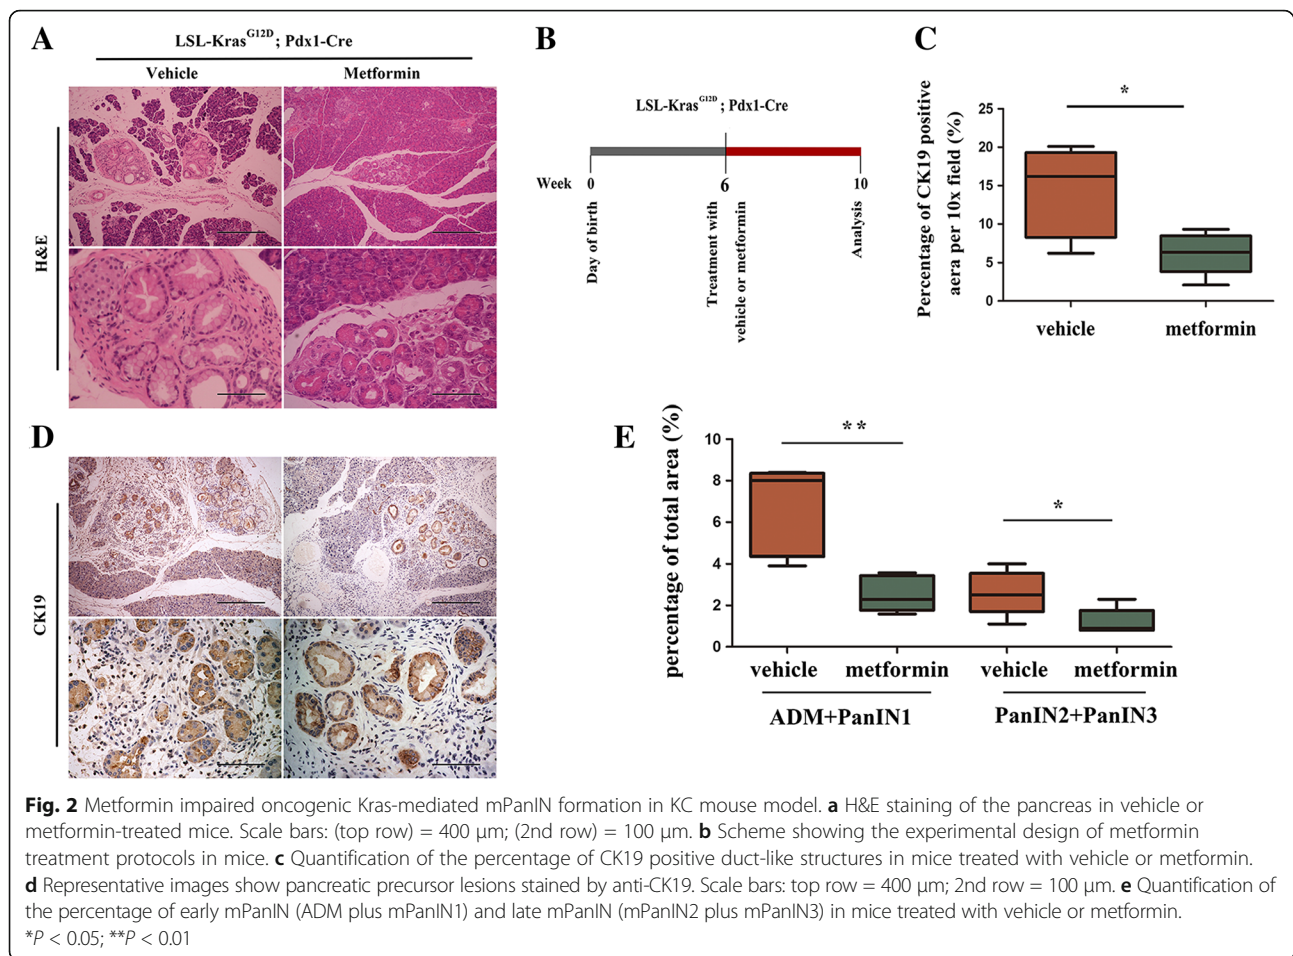 A
LSL-KrasG12D ; Pdx1-Cre
Vehicle
Metformin
H&E
B
LSL-KrasG12D ; Pdx1-Cre
Week
0
6
10
Day of birth
Treatment with
vehicle or metformin
Analysis
C
Percentage of CK19 positive
aera per 10x field (%)
25
20
15
10
5
0
*
vehicle
metformin
D
CK19
E
percentage of total area (%)
10
8
6
4
2
0
**
*
vehicle
metformin
vehicle
metformin
ADM+PanIN1
PanIN2+PanIN3
Fig. 2 Metformin impaired oncogenic Kras-mediated mPanIN formation in KC mouse model. a H&E staining of the pancreas in vehicle or
metformin-treated mice. Scale bars: (top row) = 400 μm; (2nd row) = 100 μm. b Scheme showing the experimental design of metformin
treatment protocols in mice. c Quantification of the percentage of CK19 positive duct-like structures in mice treated with vehicle or metformin.
d Representative images show pancreatic precursor lesions stained by anti-CK19. Scale bars: top row = 400 μm; 2nd row = 100 μm. e Quantification of
the percentage of early mPanIN (ADM plus mPanIN1) and late mPanIN (mPanIN2 plus mPanIN3) in mice treated with vehicle or metformin.
*P < 0.05; **P < 0.01